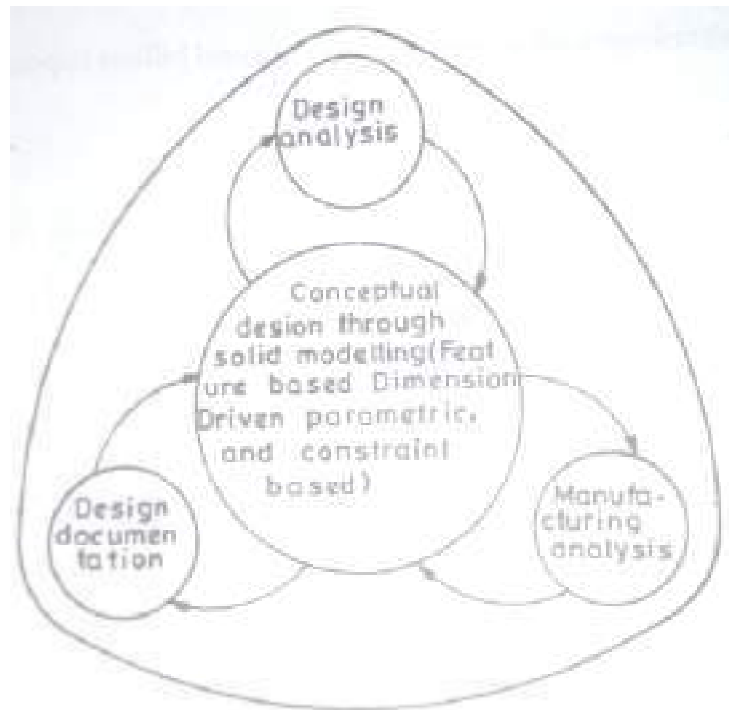 Design
analysis
Conceptual
design through
solid modelling(Feat
ure based Dimension
Driven parametric,
and constraint
based)
Design
documen
tation
Manufa-
cturing
analysis